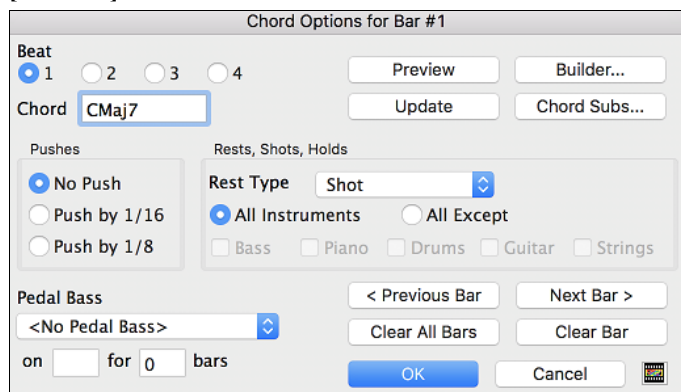 Chord Options for Bar #1
Beat
1 2 3 4 Preview Builder...
Chord CMaj7 Update Chord Subs...
Pushes Rests, Shots, Holds
No Push Rest Type Shot
Push by 1/16 All Instruments All Except
Push by 1/8 Bass Piano Drums Guitar Strings
Pedal Bass < Previous Bar Next Bar >
<No Pedal Bass> Clear All Bars Clear Bar
on for 0 bars OK Cancel